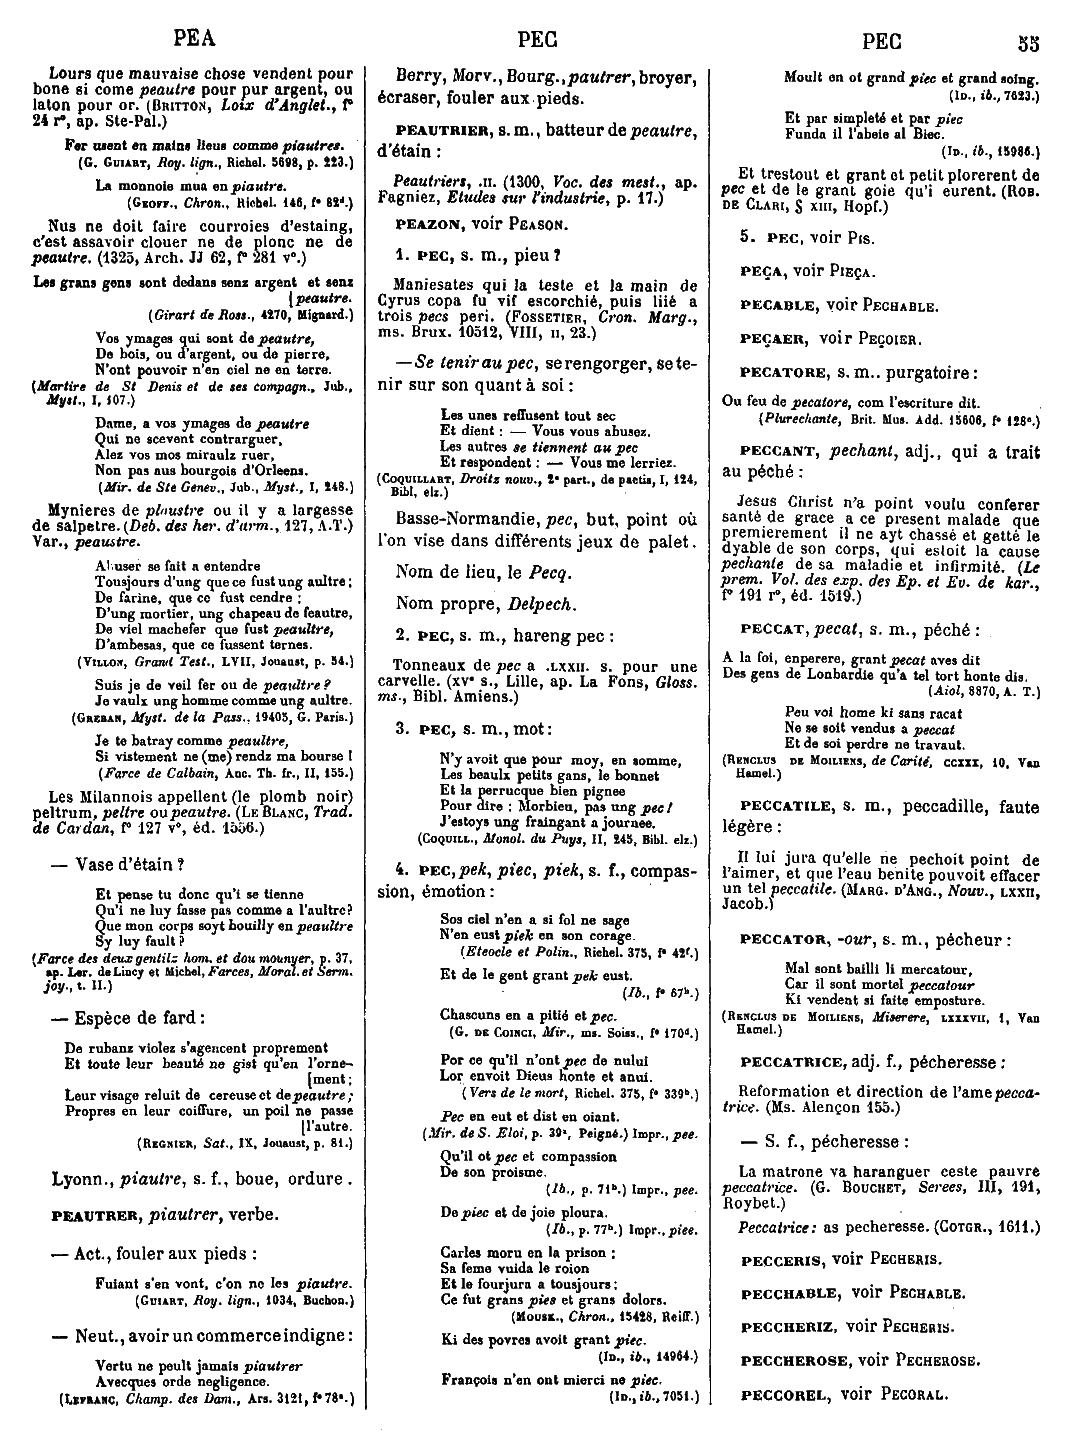 PEA
PEC
PEC
55
Lours que mauvaise chose vendent pour
bone si come peautre pour pur argent, ou
laton pour or. (BRITTON, Loix d'Anglet., f°
24 r°, ap. Ste-Pal.)
Fer usent en mains lieus comme piautres.
(G. GUIART, Roy. lign., Richel. 5698, p. 223.)
La monnoie mua en piautre.
(GEOFF., Chron., Richel. 146, f° 82d.)
Nus ne doit faire courroies d'estaing,
c'est assavoir clouer ne de plonc ne de
peautre. (1325, Arch. JJ 62, f° 281 v°.)
Les grans gens sont dedans senz argent et senz
[peautre.
(Girart de Ross., 4270, Mignard.)
Vos ymages qui sont de peautre,
De bois, ou d'argent, ou de pierre,
N'ont pouvoir n'en ciel ne en terre.
(Martire de St Denis et de ses compagn., Jub.,
Myst., I, 107.)
Dame, a vos ymages de peautre
Qui ne scevent contrarguer,
Alez vos mos miraulz ruer,
Non pas aus bourgois d'Orleens.
(Mir. de Ste Genev., Jub., Myst., I, 248.)
Mynieres de plaustre ou il y a largesse
de salpetre. (Deb. des her. d'arm., 127, A.T.)
Var., peaustre.
Abuser se fait a entendre
Tousjours d'ung que ce fust ung aultre;
De farine, que ce fust cendre;
D'ung mortier, ung chapeau de feautre,
De viel machefer que fust peaultre,
D'ambesas, que ce fussent ternes.
(VILLON, Grant Test., LVII, Jouaust, p. 54.)
Suis je de veil fer ou de peaultre?
Je vaulx ung homme comme ung aultre.
(GREBAN, Myst. de la Pass., 19405, G. Paris.)
Je te batray comme peaultre,
Si vistement ne (me) rendz ma bourse!
(Farce de Calbain, Anc. Th. fr., II, 155.)
Les Milannois appellent (le plomb noir)
peltrum, peltre ou peautre. (LE BLANC, Trad.
de Cardan, f° 127 v°, éd. 1556.)
— Vase d'étain?
Et pense tu donc qu'i se tienne
Qu'i ne luy fasse pas comme a l'aultre?
Que mon corps soyt bouilly en peaultre
Sy luy fault?
(Farce des deux gentilz hom. et dou mounyer, p. 37,
ap. Ler. de Lincy et Michel, Farces, Moral. et Serm.
joy., t. II.)
— Espèce de fard:
De rubanz violez s'agencent proprement
Et toute leur beauté ne gist qu'en l'orne-
[ment;
Leur visage reluit de cereuse et de peautre;
Propres en leur coiffure, un poil ne passe
[l'autre.
(REGNIER, Sat., IX, Jouaust, p. 81.)
Lyonn., piautre, s. f., boue, ordure.
PEAUTRER, piautrer, verbe.
— Act., fouler aux pieds:
Fuiant s'en vont, c'on ne les piautre.
(GUIART, Roy. lign., 1034, Buchon.)
— Neut., avoir un commerce indigne:
Vertu ne peult jamais piautrer
Avecques orde negligence.
(LEFRANC, Champ. des Dam., Ars. 3121, f° 78a.)
Berry, Morv., Bourg., pautrer, broyer,
écraser, fouler aux pieds.
PEAUTRIER, s. m., batteur de peautre,
d'étain:
Peautriers, .II. (1300, Voc. des mest., ap.
Fagniez, Etudes sur l'industrie, p. 17.)
PEAZON, voir PEASON.
1. PEC, s. m., pieu?
Maniesates qui la teste et la main de
Cyrus copa fu vif escorchié, puis liié a
trois pecs peri. (FOSSETIER, Cron. Marg.,
ms. Brux. 10512, VIII, II, 23.)
— Se tenir au pec, se rengorger, se te-
nir sur son quant à soi:
Les unes reffusent tout sec
Et dient: — Vous vous abusez.
Les autres se tiennent au pec
Et respondent: — Vous me lerriez.
(COQUILLART, Droitz nouv., 2e part., de pactis, I, 124,
Bibl. elz.)
Basse-Normandie, pec, but, point où
l'on vise dans différents jeux de palet.
Nom de lieu, le Pecq.
Nom propre, Delpech.
2. PEC, s. m., hareng pec:
Tonneaux de pec a .LXXII. s. pour une
carvelle. (XVe s., Lille, ap. La Fons, Gloss.
ms., Bibl. Amiens.)
3. PEC, s. m., mot:
N'y avoit que pour moy, en somme,
Les beaulx petits gans, le bonnet
Et la perrucque bien pignee
Pour dire: Morbieu, pas ung pec!
J'estoys ung fraingant a journee.
(COQUILL., Monol. du Puys, II, 245, Bibl. elz.)
4. PEC, pek, piec, piek, s. f., compas-
sion, émotion:
Sos ciel n'en a si fol ne sage
N'en eust piek en son corage.
(Eteocle et Polin., Richel. 375, f° 42f.)
Et de le gent grant pek eust.
(Ib., f° 67b.)
Chascuns en a pitié et pec.
(G. DE COINCI, Mir., ms. Soiss., f° 170d.)
Por ce qu'il n'ont pec de nului
Lor envoit Dieus honte et anui.
(Vers de le mort, Richel. 375, f° 339b.)
Pec en eut et dist en oiant.
(Mir. de S. Eloi, p. 39a, Peigné.) Impr., pee.
Qu'il ot pec et compassion
De son proisme.
(Ib., p. 71b.) Impr., pee.
De piec et de joie ploura.
(Ib., p. 77b.) Impr., piee.
Carles moru en la prison;
Sa feme vuida le roion
Et le fourjura a tousjours;
Ce fut grans pies et grans dolors.
(MOUSK., Chron., 15428, Reiff.)
Ki des povres avoit grant piec.
(ID., ib., 14964.)
François n'en ont mierci ne piec.
(ID., ib., 7051.)
Moult en ot grand piec et grand soing.
(ID., ib., 7623.)
Et par simpleté et par piec
Funda il l'abeie al Biec.
(ID., ib., 15986.)
Et trestout et grant et petit plorerent de
pec et de le grant goie qu'i eurent. (ROB.
DE CLARI, § XIII, Hopf.)
5. PEC, voir PIS.
PEÇA, voir PIEÇA.
PECABLE, voir PECHABLE.
PEÇAER, voir PEÇOIER.
PECATORE, s. m.. purgatoire:
Ou feu de pecatore, com l'escriture dit.
(Plurechante, Brit. Mus. Add. 15606, f° 128a.)
PECCANT, pechant, adj., qui a trait
au péché:
Jesus Christ n'a point voulu conferer
santé de grace a ce present malade que
premierement il ne ayt chassé et getté le
dyable de son corps, qui estoit la cause
pechante de sa maladie et infirmité. (Le
prem. Vol. des exp. des Ep. et Ev. de kar.,
f° 191 r°, éd. 1519.)
PECCAT, pecat, s. m., péché:
A la foi, enperere, grant pecat aves dit
Des gens de Lonbardie qu'a tel tort honte dis.
(Aiol, 8870, A. T.)
Peu voi home ki sans racat
Ne se soit vendus a peccat
Et de soi perdre ne travaut.
(RENCLUS DE MOILIENS, de Carité, CCXXX, 10, Van
Hamel.)
PECCATILE, s. m., peccadille, faute
légère:
Il lui jura qu'elle ne pechoit point de
l'aimer, et que l'eau benite pouvoit effacer
un tel peccatile. (MARG. D'ANG., Nouv., LXXII,
Jacob.)
PECCATOR, -our, s. m., pécheur:
Mal sont bailli li mercatour,
Car il sont mortel peccatour
Ki vendent si faite emposture.
(RENCLUS DE MOILIENS, Miserere, LXXXVII, 1, Van
Hamel.)
PECCATRICE, adj. f., pécheresse:
Reformation et direction de l'ame pecca-
trice. (Ms. Alençon 155.)
— S. f., pécheresse:
La matrone va haranguer ceste pauvre
peccatrice. (G. BOUCHET, Serees, III, 191,
Roybet.)
Peccatrice: as pecheresse. (COTGR., 1611.)
PECCERIS, voir PECHERIS.
PECCHABLE, voir PECHABLE.
PECCHERIZ, voir PECHERIS.
PECCHEROSE, voir PECHEROSE.
PECCOREL, voir PECORAL.